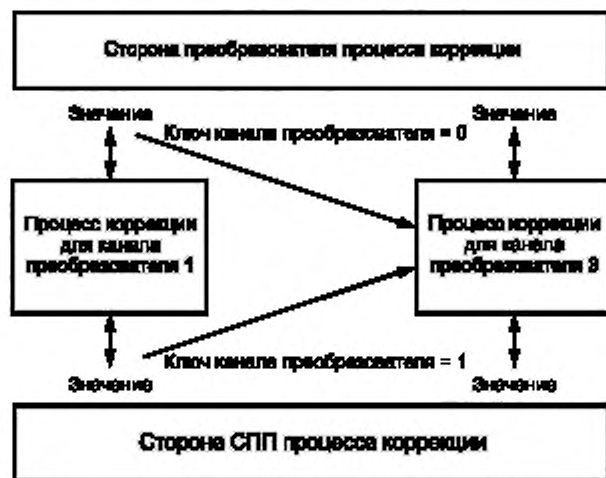 Сторона преобразователя процесса коррекции
Значение
Значение
Ключ канала преобразователя = 0
Процесс коррекции
для канала
преобразователя 1
Процесс коррекции
для канала
преобразователя 3
Ключ канала преобразователя = 1
Значение
Значение
Сторона СПП процесса коррекции